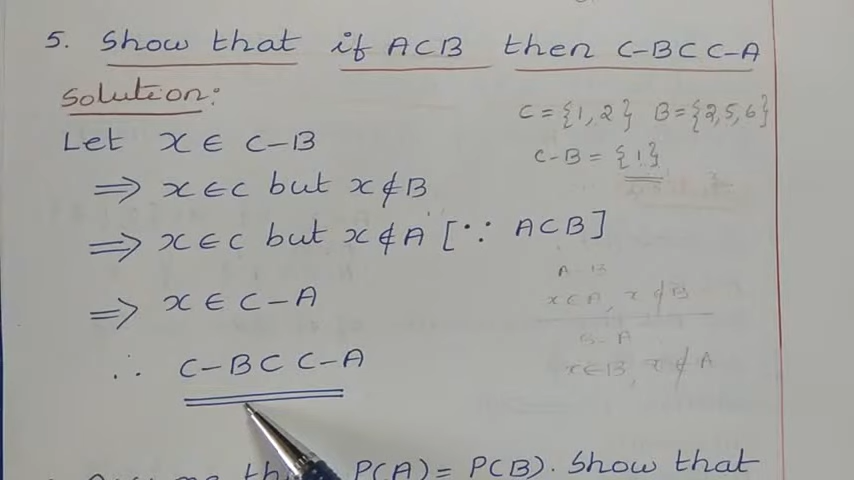 5. Show that if A⊂B then C-B⊂C-A
Solution:
C = {1, 2} B = {2, 5, 6}
Let x ∈ C-B
C-B = {1}
⟹ x ∈ C but x ∉ B
⟹ x ∈ C but x ∉ A [∵ A⊂B]
A-B
x ∈ A, x ∉ B
⟹ x ∈ C-A
B-A
x ∈ B, x ∉ A
∴ C-B ⊂ C-A
P(A) = P(B). Show that